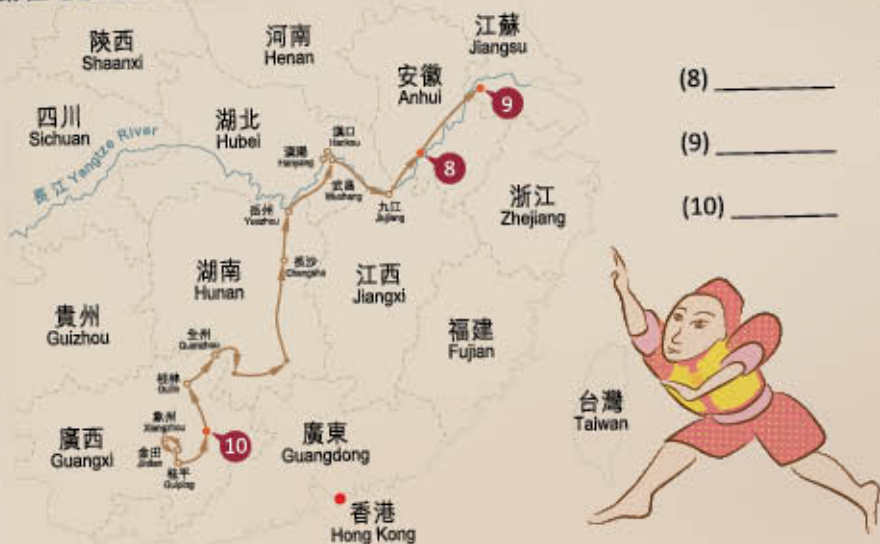 陝西
Shaanxi
河南
Henan
江蘇
Jiangsu
安徽
Anhui
四川
Sichuan
湖北
Hubei
漢口
Hankou
漢陽
Hanyang
武昌
Wuchang
長江 Yangtze River
九江
Jiujiang
岳州
Yuezhou
浙江
Zhejiang
9
8
(8)
(9)
(10)
長沙
Changsha
湖南
Hunan
江西
Jiangxi
貴州
Guizhou
福建
Fujian
全州
Quanzhou
桂林
Guilin
象州
Xiangzhou
廣西
Guangxi
金田
Jintian
桂平
Guiping
10
廣東
Guangdong
台灣
Taiwan
香港
Hong Kong